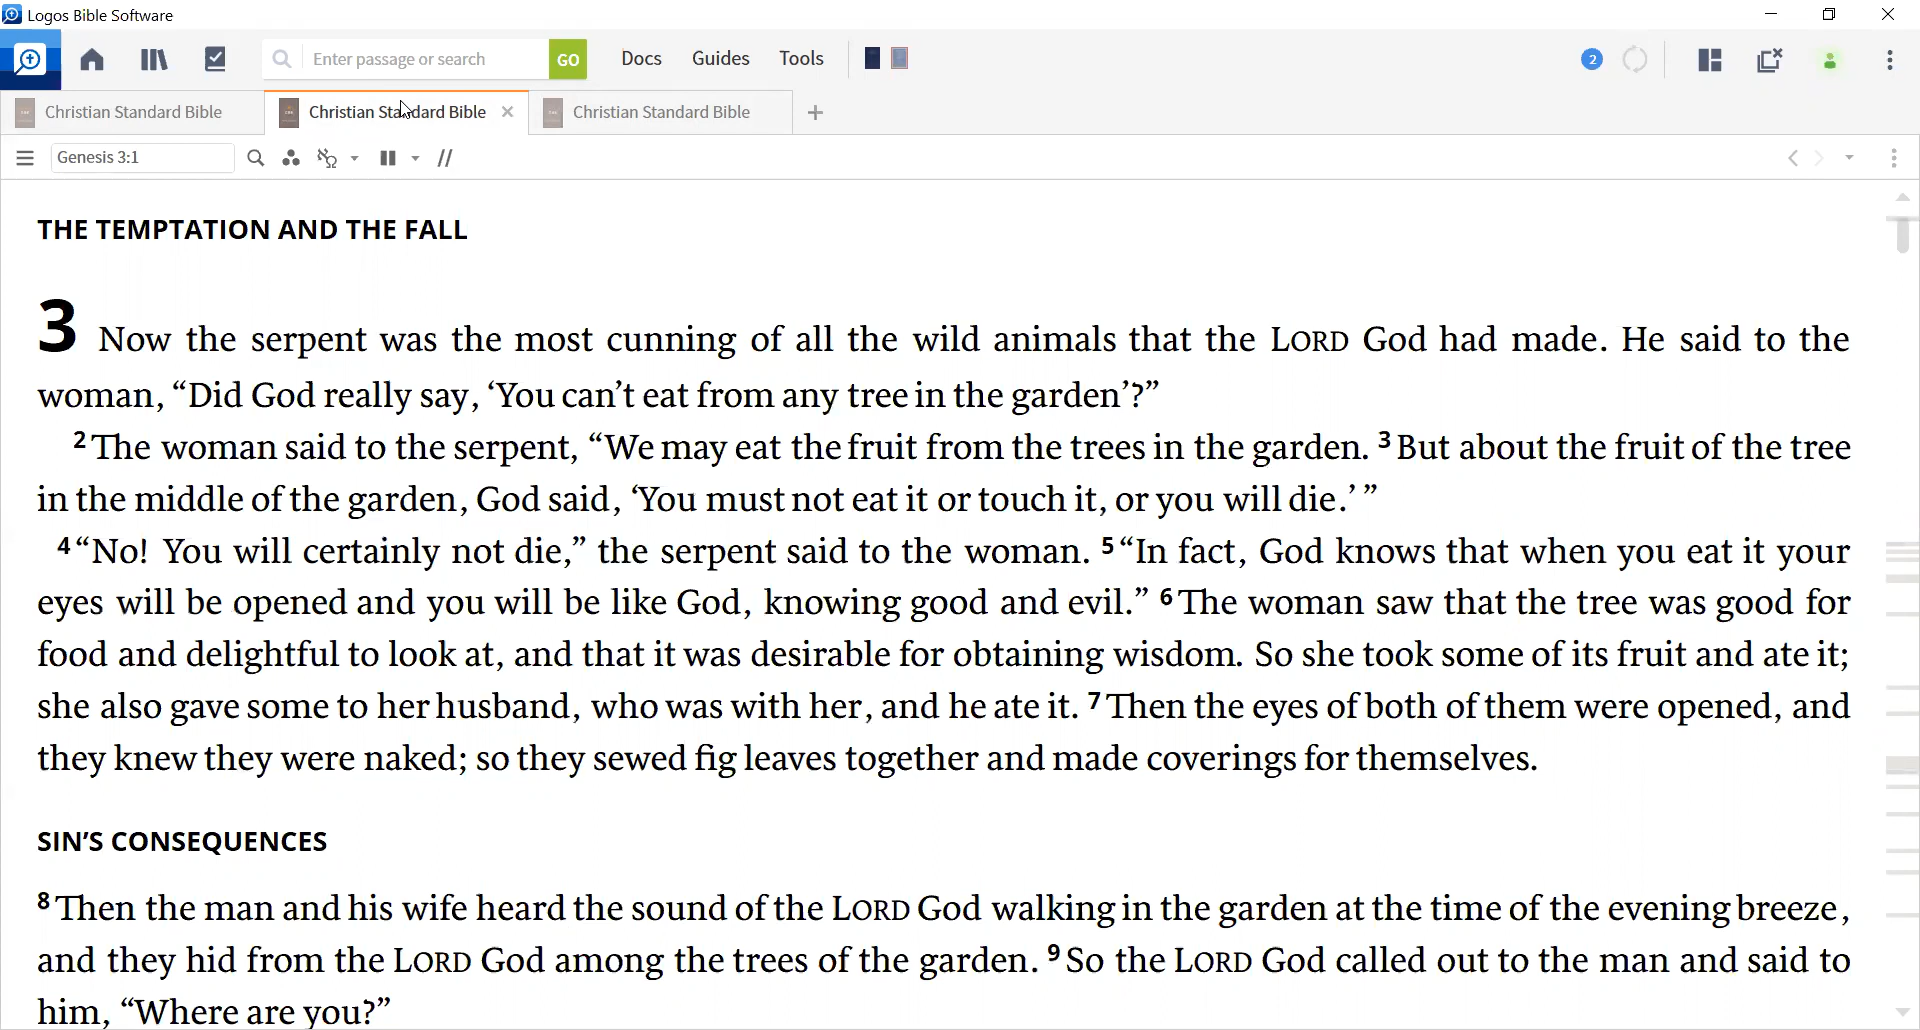 Logos Bible Software
Enter passage or search GO Docs Guides Tools 2
Christian Standard Bible Christian Standard Bible Christian Standard Bible
Genesis 3:1
THE TEMPTATION AND THE FALL
3 Now the serpent was the most cunning of all the wild animals that the LORD God had made. He said to the
woman, “Did God really say, ‘You can’t eat from any tree in the garden’?”
2 The woman said to the serpent, “We may eat the fruit from the trees in the garden. 3 But about the fruit of the tree
in the middle of the garden, God said, ‘You must not eat it or touch it, or you will die.’ ”
4 “No! You will certainly not die,” the serpent said to the woman. 5 “In fact, God knows that when you eat it your
eyes will be opened and you will be like God, knowing good and evil.” 6 The woman saw that the tree was good for
food and delightful to look at, and that it was desirable for obtaining wisdom. So she took some of its fruit and ate it;
she also gave some to her husband, who was with her, and he ate it. 7 Then the eyes of both of them were opened, and
they knew they were naked; so they sewed fig leaves together and made coverings for themselves.
SIN’S CONSEQUENCES
8 Then the man and his wife heard the sound of the LORD God walking in the garden at the time of the evening breeze,
and they hid from the LORD God among the trees of the garden. 9 So the LORD God called out to the man and said to
him, “Where are you?”